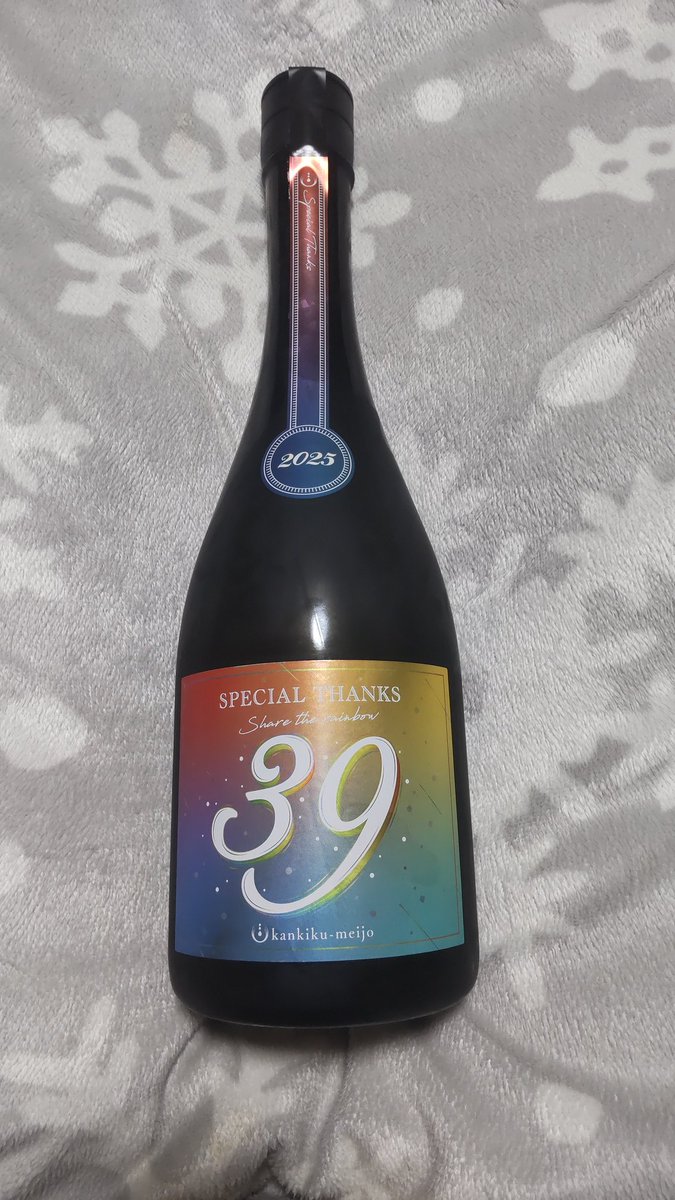 Special Thanks
2025
SPECIAL THANKS
Share the rainbow
39
kankiku-meijo